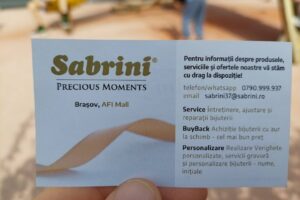 Sabrini®
PRECIOUS MOMENTS
Brașov, AFI Mall
Pentru informații despre produsele,
serviciile și ofertele noastre vă stăm
cu drag la dispoziție!
telefon/whatsapp 0790.999.937
email sabrini37@sabrini.ro
Service Întreținere, ajustare și
reparații bijuterii
BuyBack Achiziție bijuterii cu aur
la schimb - cel mai bun preț
Personalizare Realizare Verighete
personalizate, servicii gravură
și personalizare bijuterii - nume,
inițiale